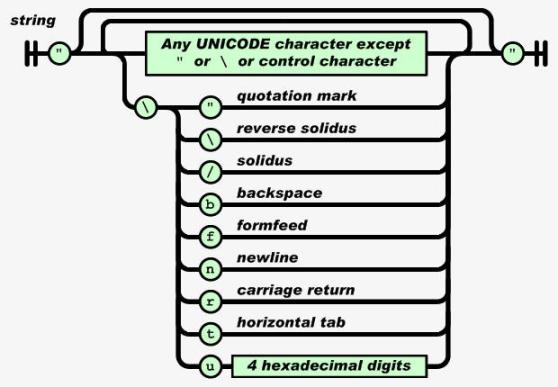 string
" Any UNICODE character except "
" or \ or control character
\ " quotation mark
\ reverse solidus
/ solidus
b backspace
f formfeed
n newline
r carriage return
t horizontal tab
u 4 hexadecimal digits